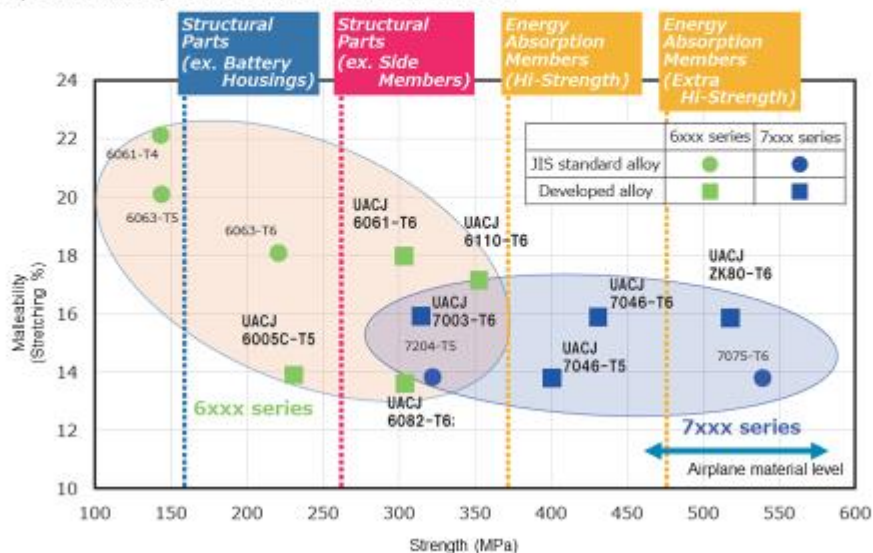 Structural
Parts
(ex. Battery
Housings)
Structural
Parts
(ex. Side
Members)
Energy
Absorption
Members
(Hi-Strength)
Energy
Absorption
Members
(Extra
Hi-Strength)
6xxx series
7xxx series
JIS standard alloy
Developed alloy
24
22
20
18
16
14
12
10
Malleability
(Stretching %)
6061-T4
6063-T5
6063-T6
UACJ
6061-T6
UACJ
6110-T6
UACJ
6005C-T5
UACJ
7003-T6
7204-T5
UACJ
6082-T6:
UACJ
7046-T6
UACJ
7046-T5
UACJ
ZK80-T6
7075-T6
6xxx series
7xxx series
Airplane material level
100
150
200
250
300
350
400
450
500
550
600
Strength (MPa)